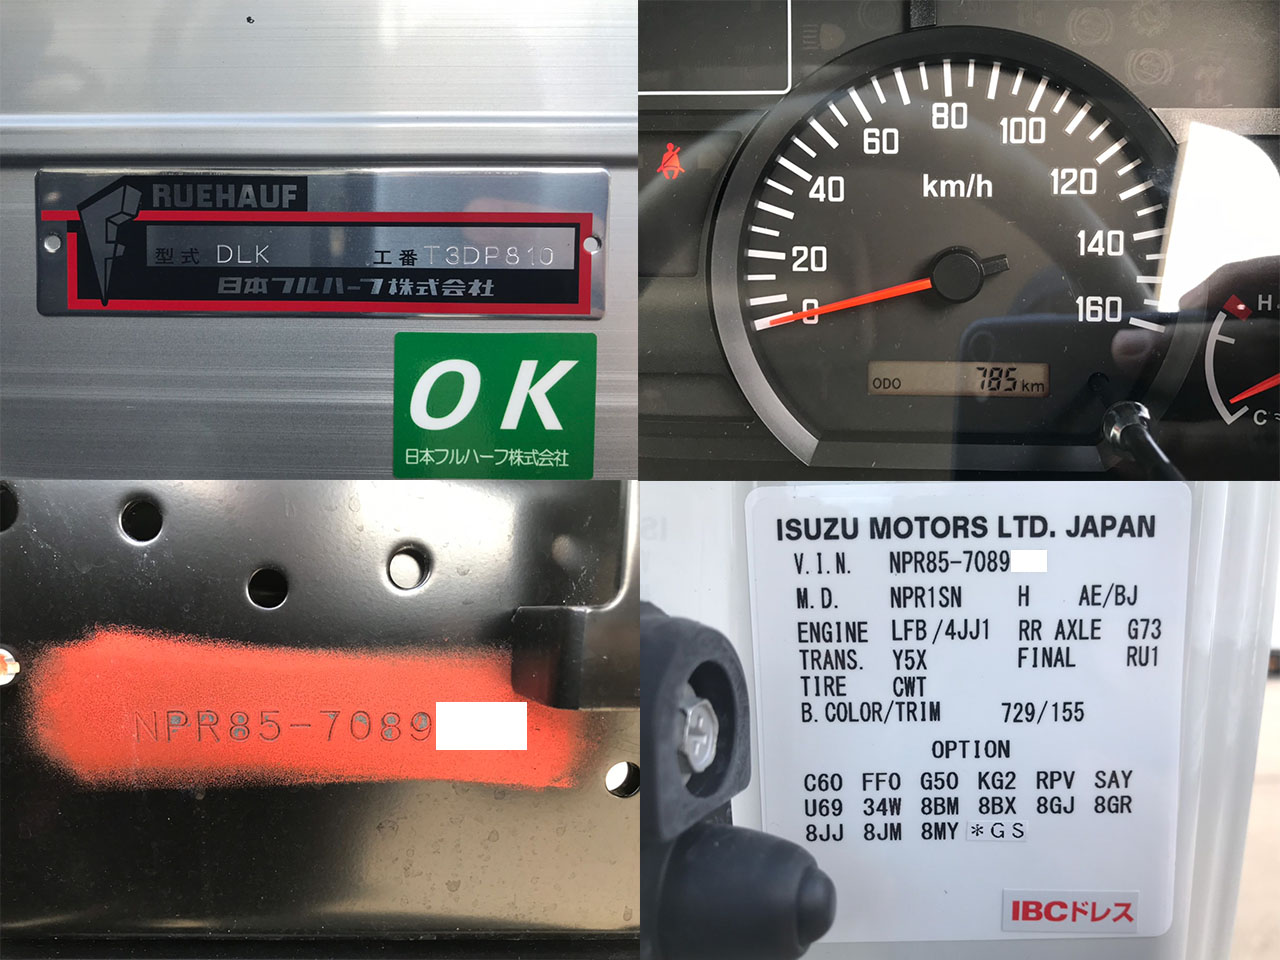 RUEHAUF
型式 DLK 工番 T3DP810
日本フルハーフ株式会社
OK
日本フルハーフ株式会社
0
20
40
60
80
100
120
140
160
km/h
ODO 785 km
H
C
NPR85-7089
ISUZU MOTORS LTD. JAPAN
V.I.N. NPR85-7089
M.D. NPR1SN H AE/BJ
ENGINE LFB/4JJ1 RR AXLE G73
TRANS. Y5X FINAL RU1
TIRE CWT
B.COLOR/TRIM 729/155
OPTION
C60 FF0 G50 KG2 RPV SAY
U69 34W 8BM 8BX 8GJ 8GR
8JJ 8JM 8MY *GS
IBCドレス